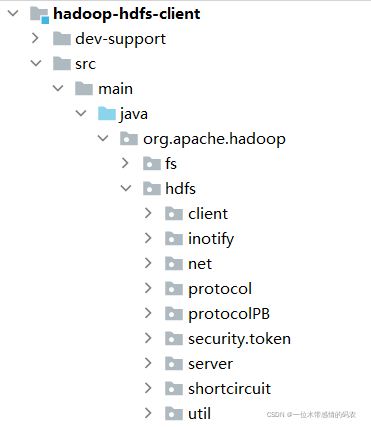 hadoop-hdfs-client
dev-support
src
main
java
org.apache.hadoop
fs
hdfs
client
inotify
net
protocol
protocolPB
security.token
server
shortcircuit
util
CSDN @一位木带感情的码农